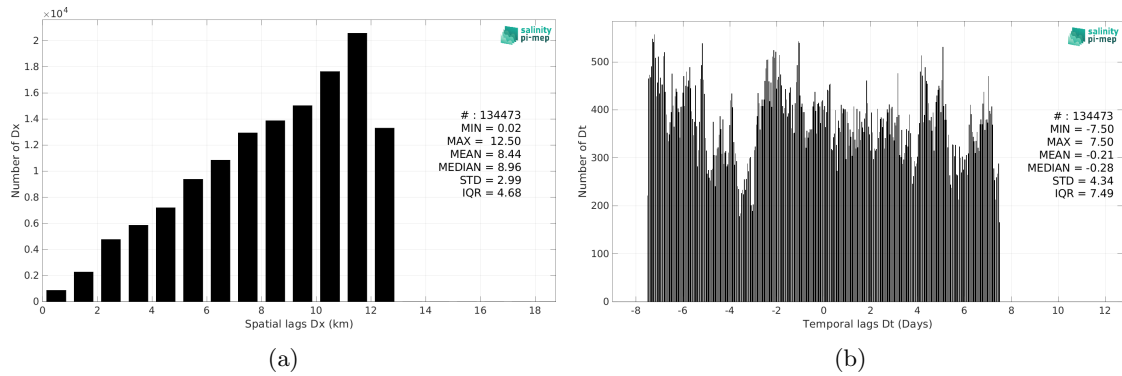 ×10⁴
2
1.8
1.6
1.4
1.2
1
0.8
0.6
0.4
0.2
0
Number of Dx
0 2 4 6 8 10 12 14 16 18
Spatial lags Dx (km)
salinity
pi-mep
# : 134473
MIN = 0.02
MAX = 12.50
MEAN = 8.44
MEDIAN = 8.96
STD = 2.99
IQR = 4.68
(a)
500
400
300
200
100
0
Number of Dt
-8 -6 -4 -2 0 2 4 6 8 10 12
Temporal lags Dt (Days)
salinity
pi-mep
# : 134473
MIN = -7.50
MAX = 7.50
MEAN = -0.21
MEDIAN = -0.28
STD = 4.34
IQR = 7.49
(b)